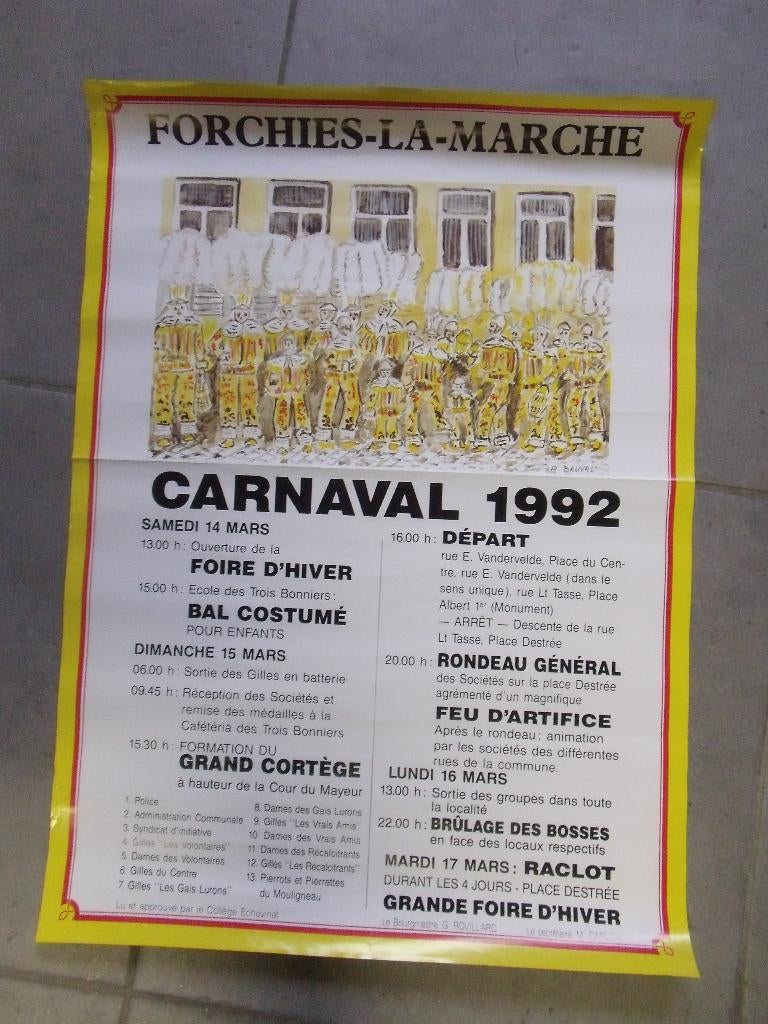 FORCHIES-LA-MARCHE
CARNAVAL 1992
SAMEDI 14 MARS
13.00 h : Ouverture de la
FOIRE D'HIVER
15.00 h : Ecole des Trois Bonniers :
BAL COSTUMÉ
POUR ENFANTS
DIMANCHE 15 MARS
06.00 h : Sortie des Gilles en batterie
09.45 h : Réception des Sociétés et
remise des médailles à la
Cafétéria des Trois Bonniers
15.30 h : FORMATION DU
GRAND CORTÈGE
à hauteur de la Cour du Mayeur
1. Police
2. Administration Communale
3. Syndicat d'initiative
4. Gilles "Les Volontaires"
5. Dames des Volontaires
6. Gilles du Centre
7. Gilles "Les Gais Lurons"
8. Dames des Gais Lurons
9. Gilles "Les Vrais Amis"
10. Dames des Vrais Amis
11. Dames des Récalcitrants
12. Gilles "Les Récalcitrants"
13. Pierrots et Pierrettes
du Mouligneau
Lu et approuvé par le Collège Echevinal
16.00 h : DÉPART
rue E. Vandervelde, Place du Cen-
tre, rue E. Vandervelde (dans le
sens unique), rue Lt Tasse, Place
Albert 1er (Monument)
— ARRÊT — Descente de la rue
Lt Tasse, Place Destrée
20.00 h : RONDEAU GÉNÉRAL
des Sociétés sur la place Destrée
agrémenté d'un magnifique
FEU D'ARTIFICE
Après le rondeau : animation
par les sociétés des différentes
rues de la commune.
LUNDI 16 MARS
13.00 h : Sortie des groupes dans toute
la localité
22.00 h : BRÛLAGE DES BOSSES
en face des locaux respectifs
MARDI 17 MARS : RACLOT
DURANT LES 4 JOURS - PLACE DESTRÉE
GRANDE FOIRE D'HIVER
Le Bourgmestre, G. ROVILLARD
Le secrétaire, M.